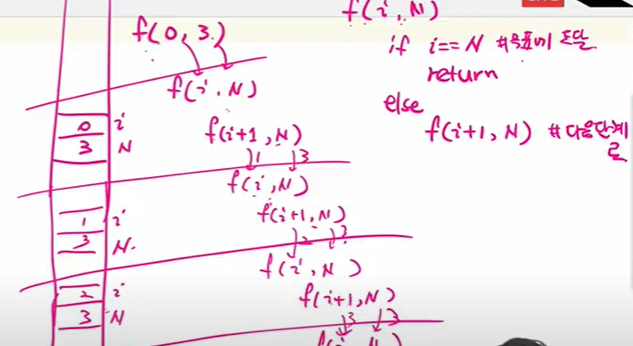 f(i, N)
if i == N #목표에 도달
return
else
f(i+1, N) #다음단계
로
f(0, 3)
f(i, N)
0 i
3 N
f(i+1, N)
1 3
f(i, N)
1 i
3 N
f(i+1, N)
2 3
f(i, N)
2 i
3 N
f(i+1, N)
3 3
f(i, N)